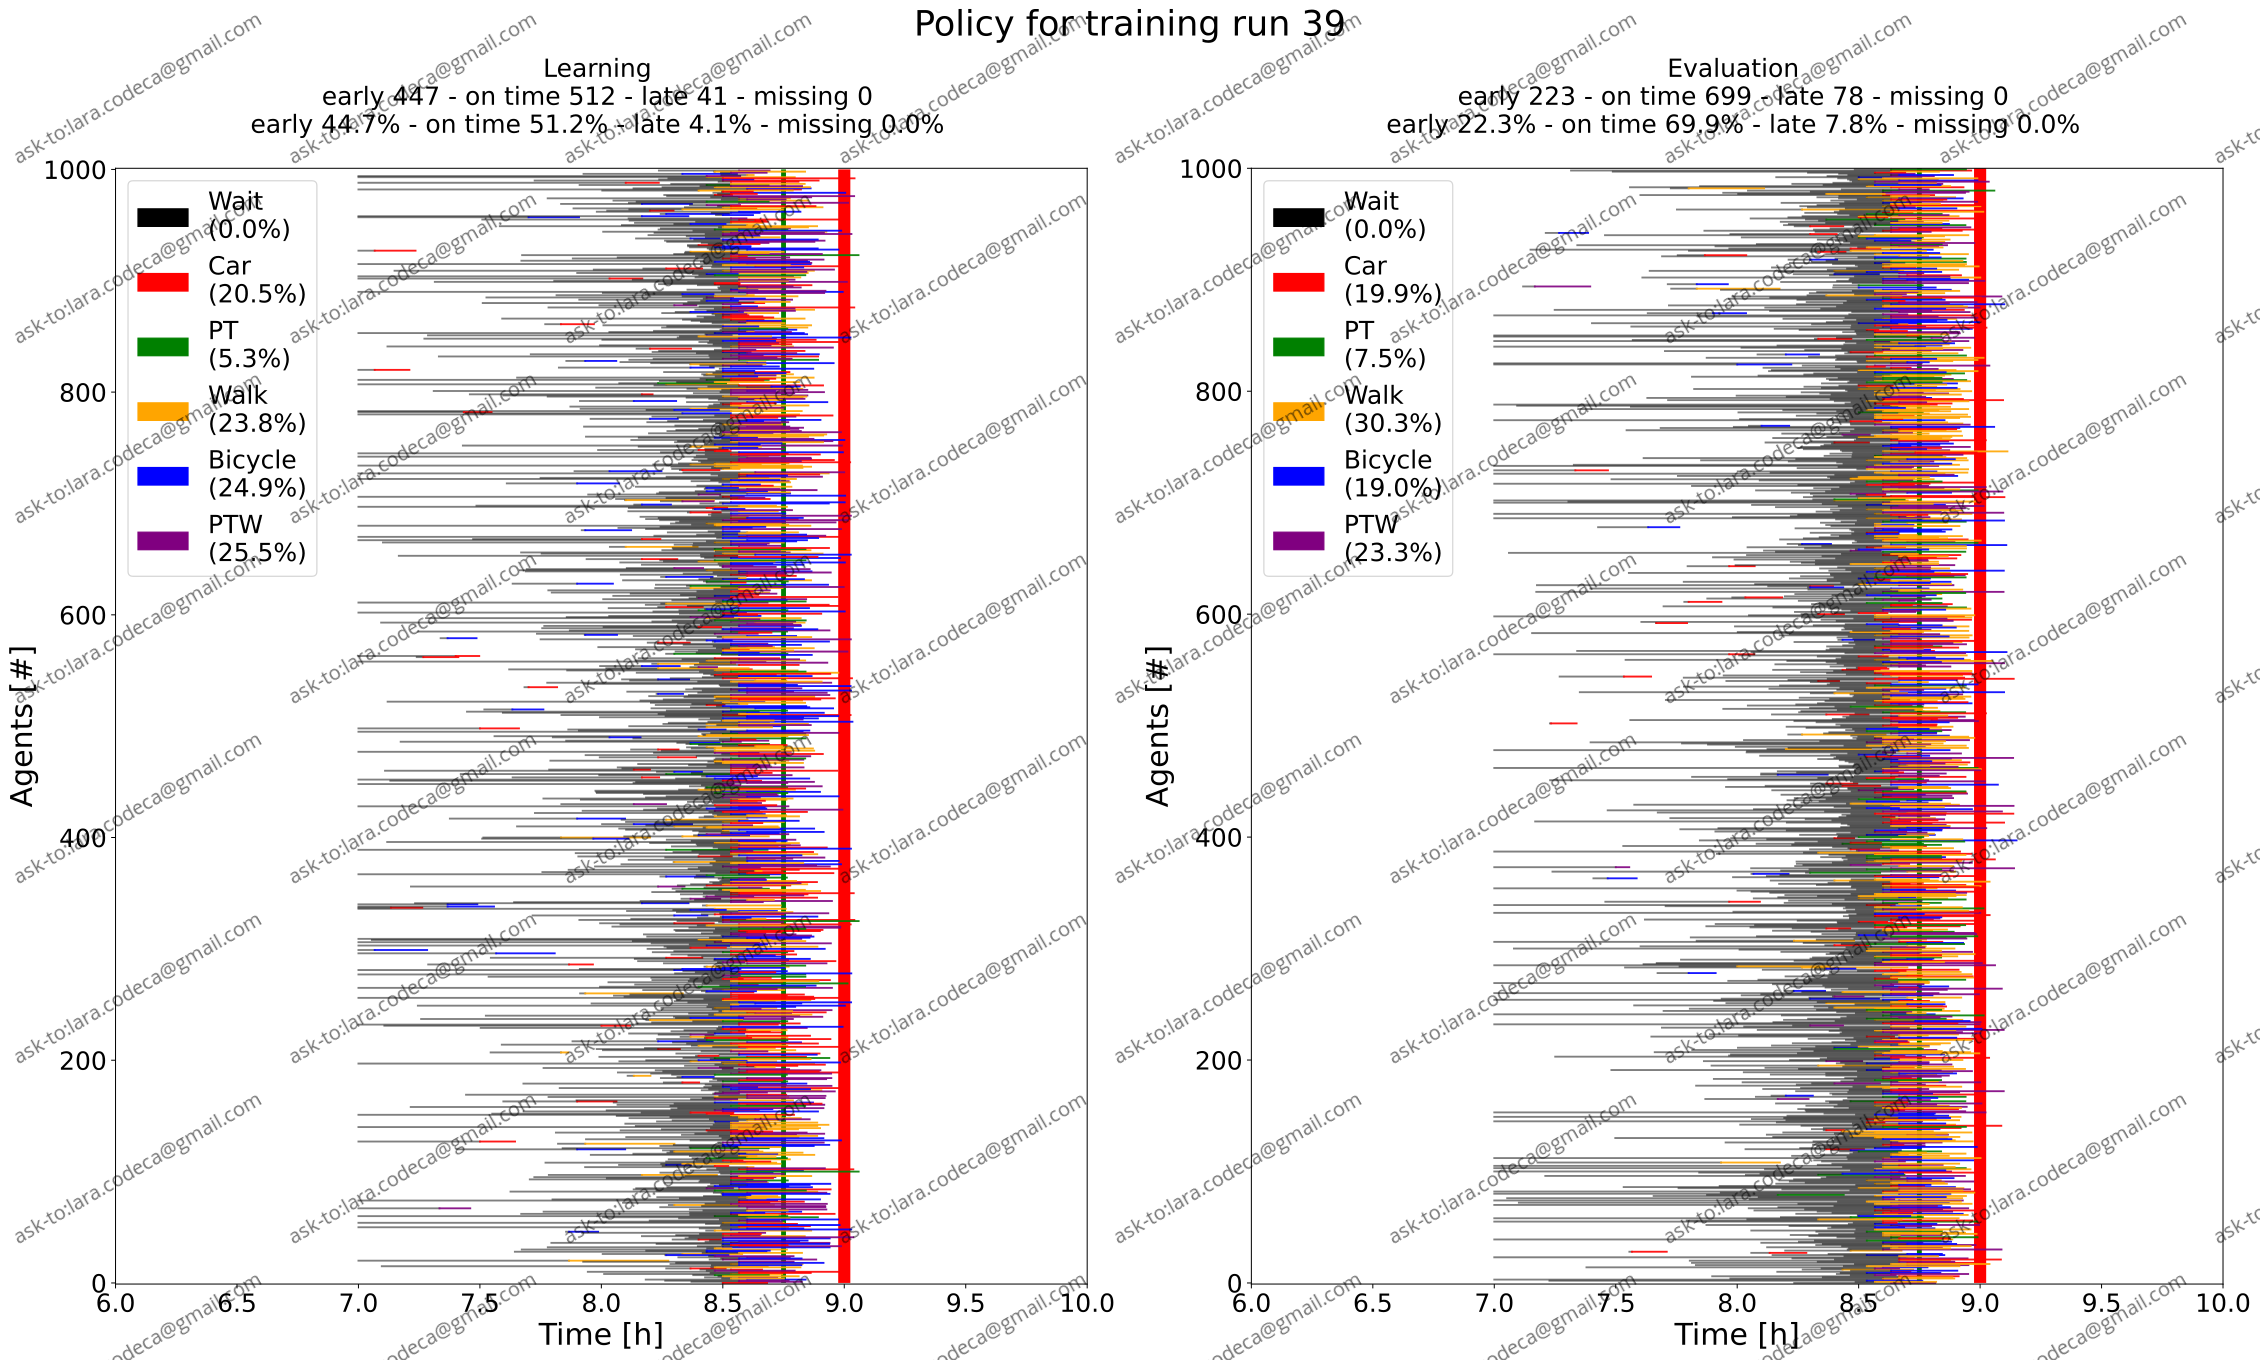 Policy for training run 39
Learning
early 447 - on time 512 - late 41 - missing 0
early 44.7% - on time 51.2% - late 4.1% - missing 0.0%
1000
800
600
400
200
0
Agents [#]
Wait
(0.0%)
Car
(20.5%)
PT
(5.3%)
Walk
(23.8%)
Bicycle
(24.9%)
PTW
(25.5%)
6.0 6.5 7.0 7.5 8.0 8.5 9.0 9.5 10.0
Time [h]
Evaluation
early 223 - on time 699 - late 78 - missing 0
early 22.3% - on time 69.9% - late 7.8% - missing 0.0%
1000
800
600
400
200
0
Agents [#]
Wait
(0.0%)
Car
(19.9%)
PT
(7.5%)
Walk
(30.3%)
Bicycle
(19.0%)
PTW
(23.3%)
6.0 6.5 7.0 7.5 8.0 8.5 9.0 9.5 10.0
Time [h]
ask-to:lara.codeca@gmail.com